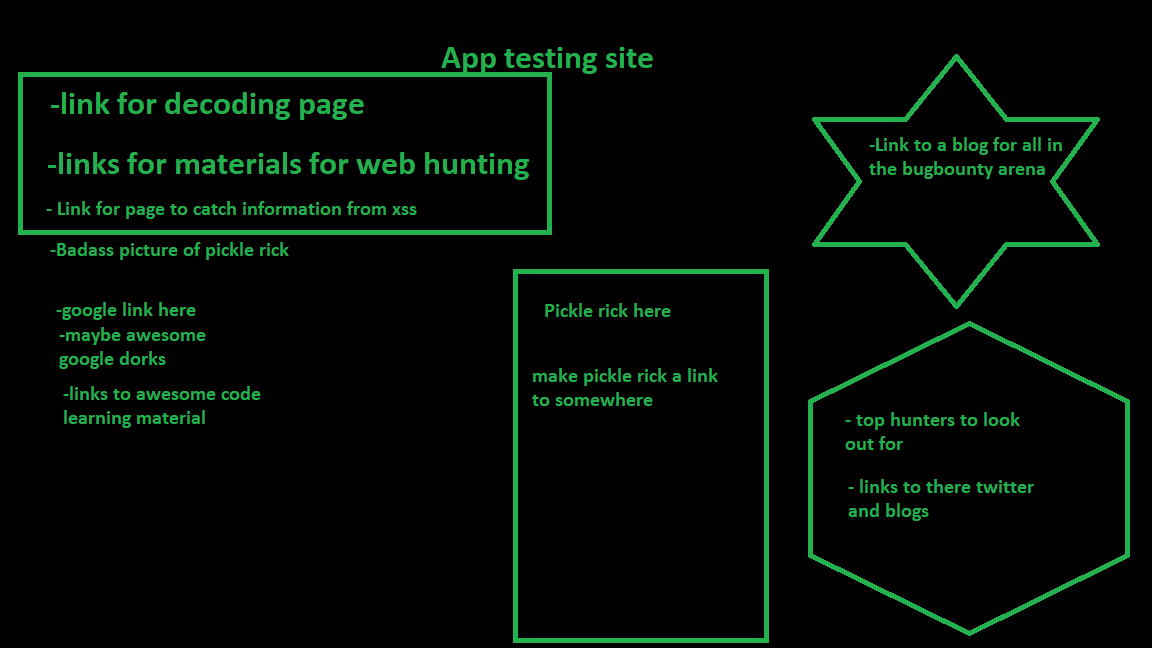 App testing site
-link for decoding page
-links for materials for web hunting
- Link for page to catch information from xss
-Badass picture of pickle rick
-google link here
-maybe awesome
google dorks
-links to awesome code
learning material
Pickle rick here
make pickle rick a link
to somewhere
-Link to a blog for all in
the bugbounty arena
- top hunters to look
out for
- links to there twitter
and blogs